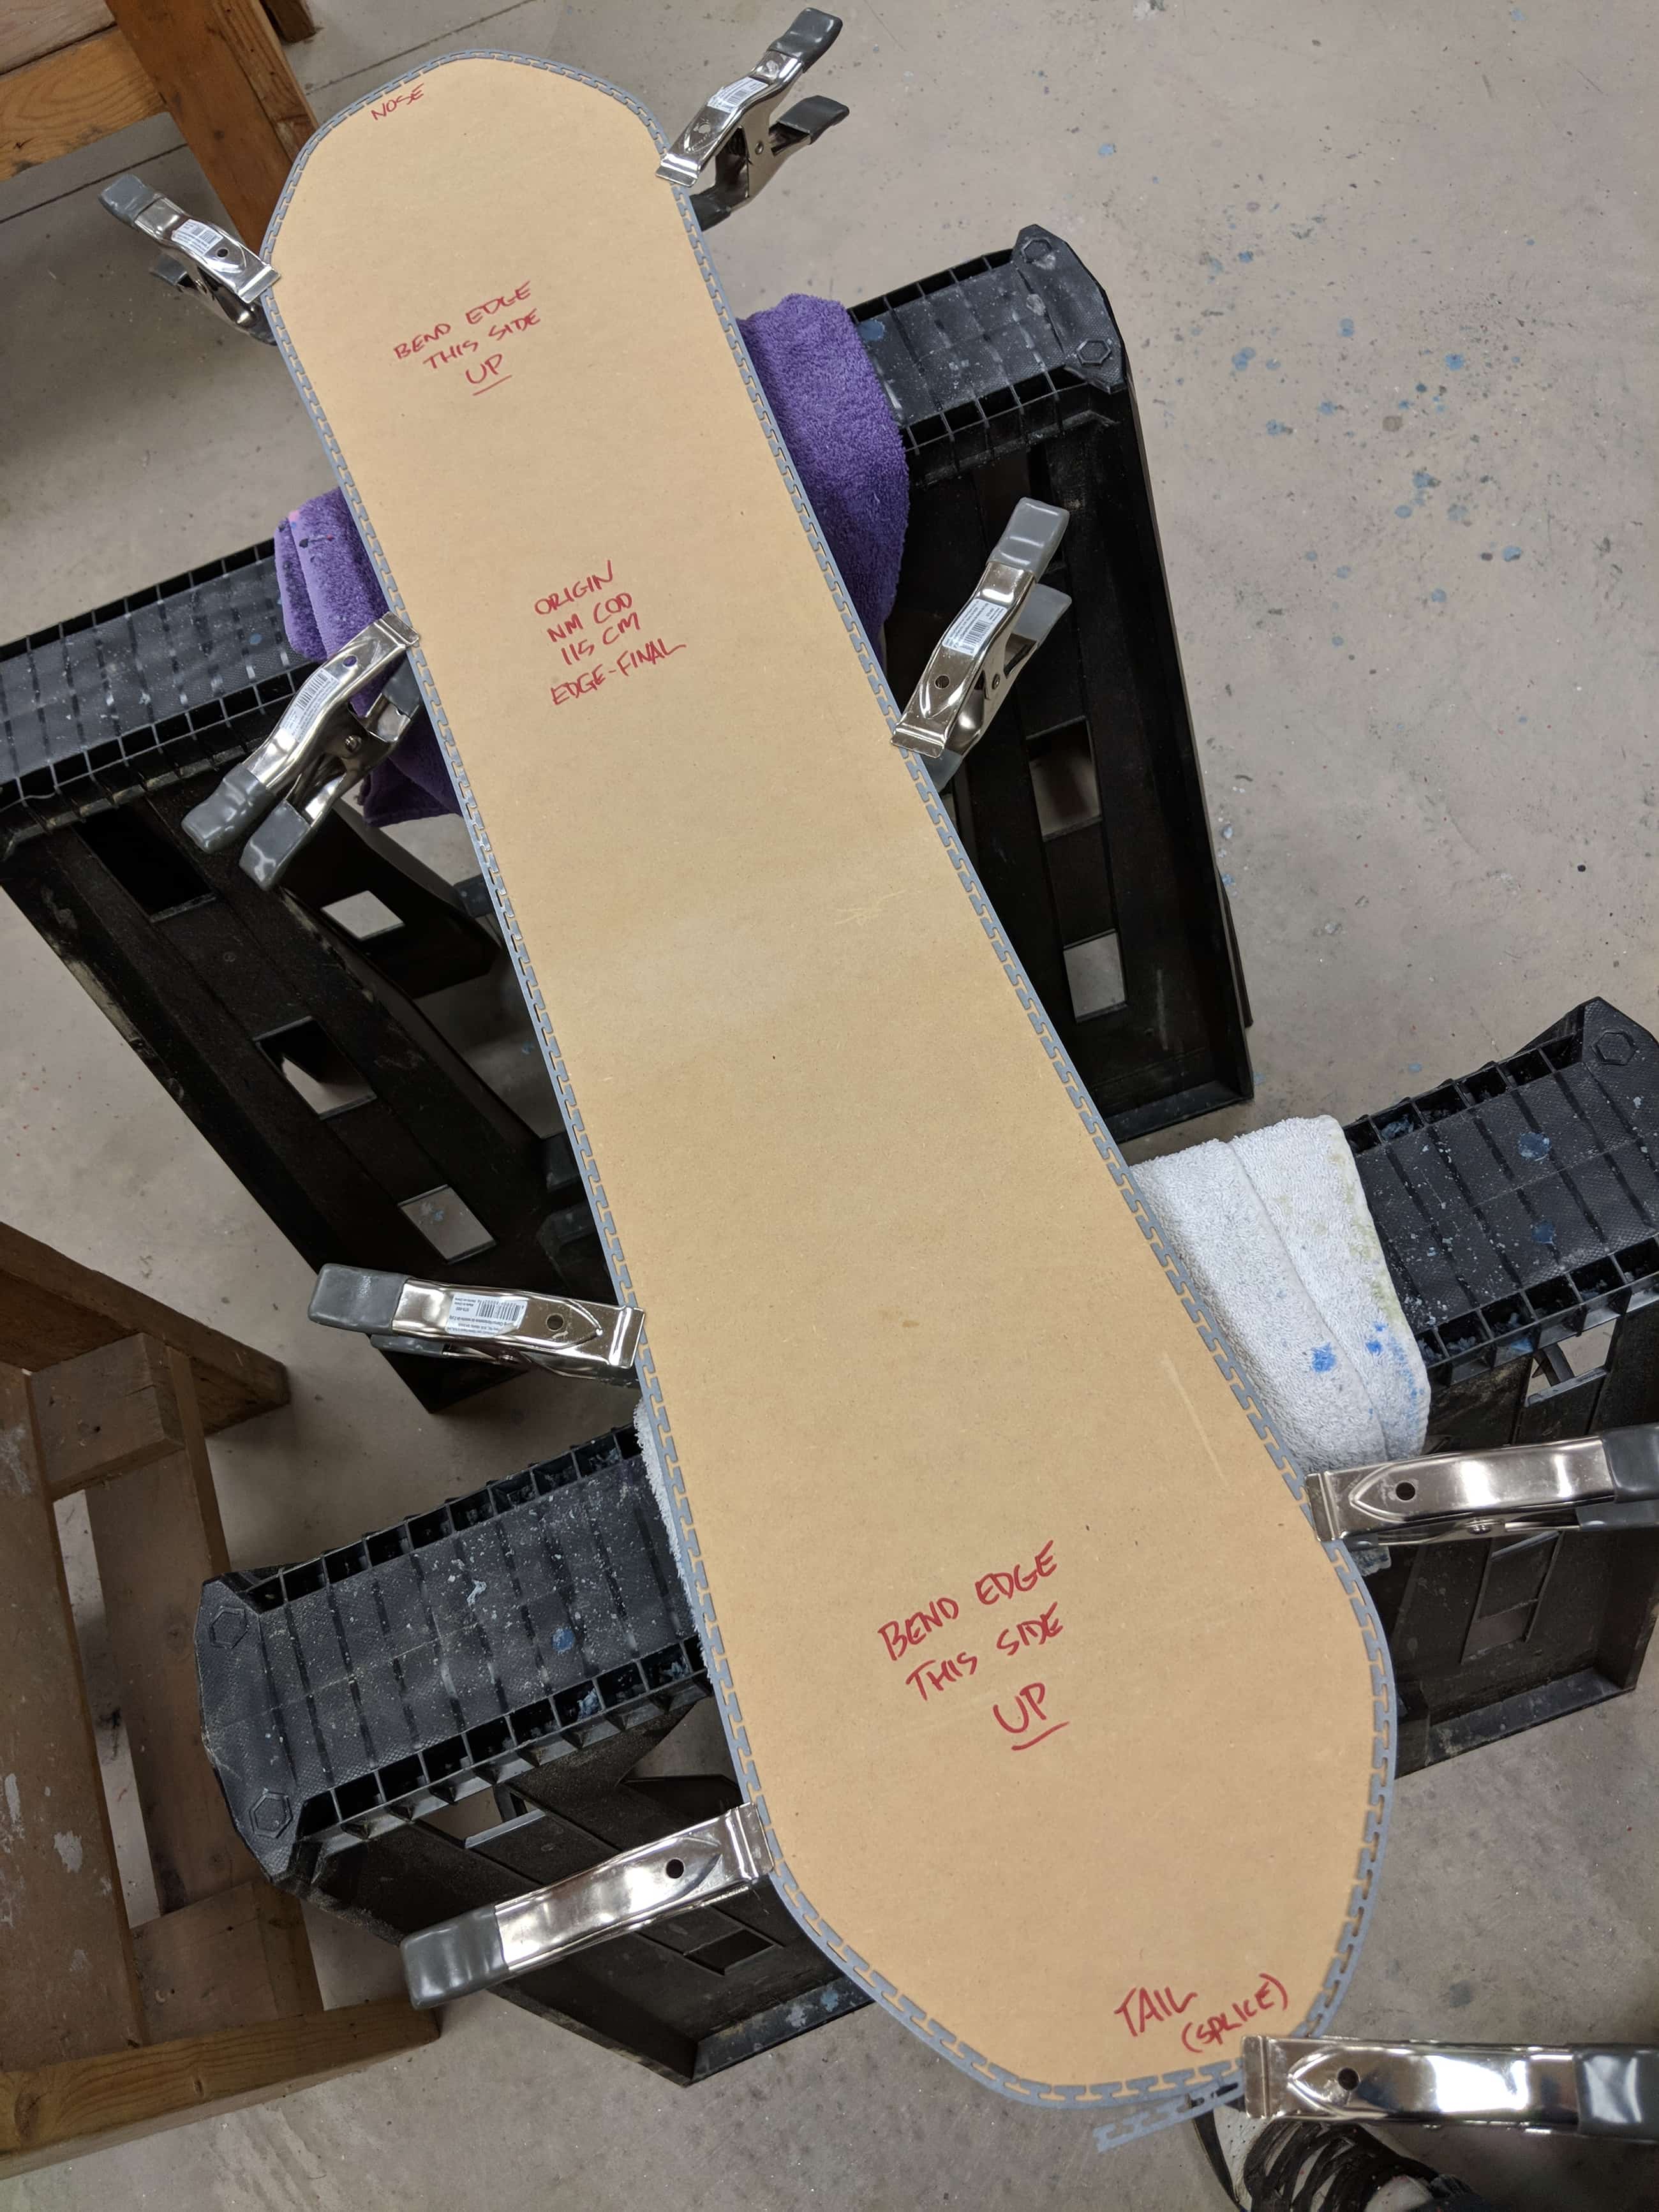 NOSE
BEND EDGE
THIS SIDE
UP
ORIGIN
NM COD
115 CM
EDGE-FINAL
BEND EDGE
THIS SIDE
UP
TAIL
(SPLICE)